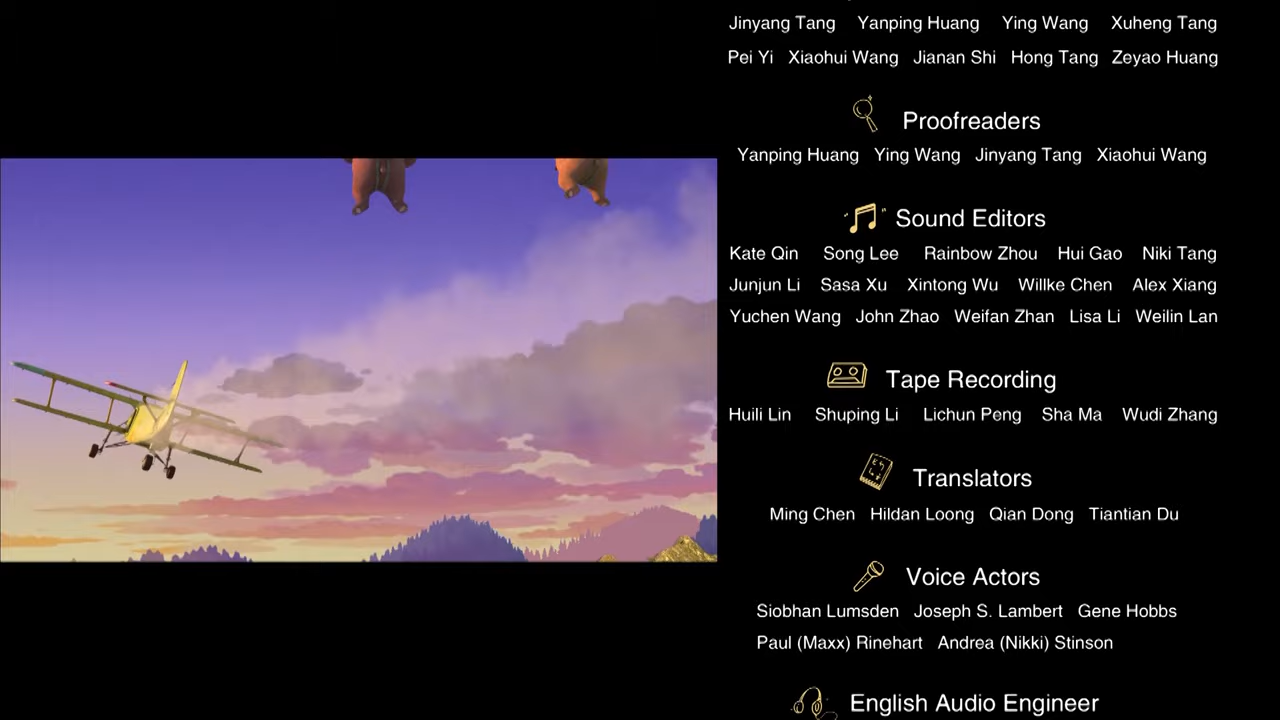 Jinyang Tang Yanping Huang Ying Wang Xuheng Tang
Pei Yi Xiaohui Wang Jianan Shi Hong Tang Zeyao Huang
Proofreaders
Yanping Huang Ying Wang Jinyang Tang Xiaohui Wang
Sound Editors
Kate Qin Song Lee Rainbow Zhou Hui Gao Niki Tang
Junjun Li Sasa Xu Xintong Wu Willke Chen Alex Xiang
Yuchen Wang John Zhao Weifan Zhan Lisa Li Weilin Lan
Tape Recording
Huili Lin Shuping Li Lichun Peng Sha Ma Wudi Zhang
Translators
Ming Chen Hildan Loong Qian Dong Tiantian Du
Voice Actors
Siobhan Lumsden Joseph S. Lambert Gene Hobbs
Paul (Maxx) Rinehart Andrea (Nikki) Stinson
English Audio Engineer